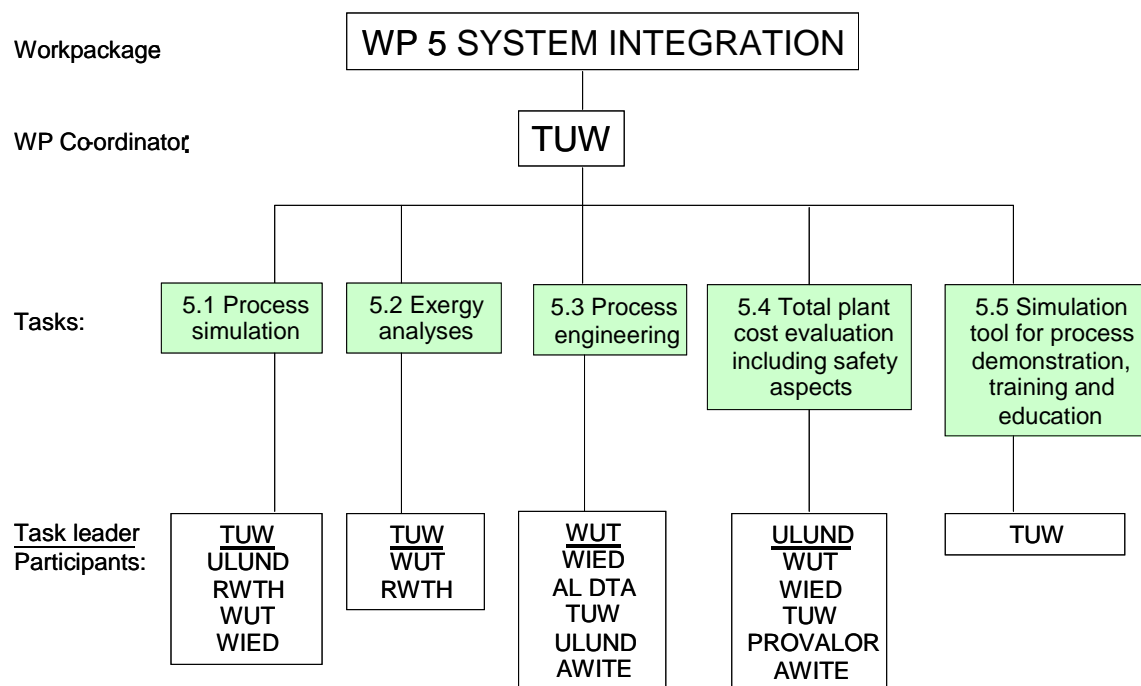 Workpackage
WP 5 SYSTEM INTEGRATION
WP Co-ordinator:
TUW
Tasks:
5.1 Process
simulation
5.2 Exergy
analyses
5.3 Process
engineering
5.4 Total plant
cost evaluation
including safety
aspects
5.5 Simulation
tool for process
demonstration,
training and
education
Task leader
Participants:
TUW
ULUND
RWTH
WUT
WIED
TUW
WUT
RWTH
WUT
WIED
AL DTA
TUW
ULUND
AWITE
ULUND
WUT
WIED
TUW
PROVALOR
AWITE
TUW